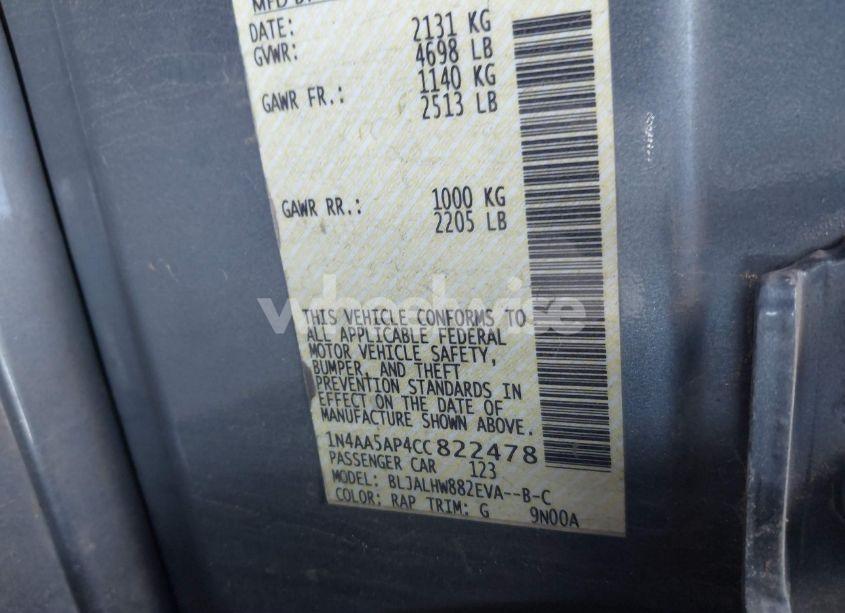 MFD B
DATE:
GVWR: 2131 KG
4698 LB
GAWR FR.: 1140 KG
2513 LB
GAWR RR.: 1000 KG
2205 LB
wheelwise
THIS VEHICLE CONFORMS TO
ALL APPLICABLE FEDERAL
MOTOR VEHICLE SAFETY,
BUMPER, AND THEFT
PREVENTION STANDARDS IN
EFFECT ON THE DATE OF
MANUFACTURE SHOWN ABOVE.
1N4AA5AP4CC822478
PASSENGER CAR 123
MODEL: BLJALHW882EVA--B-C
COLOR: RAP TRIM: G 9N00A